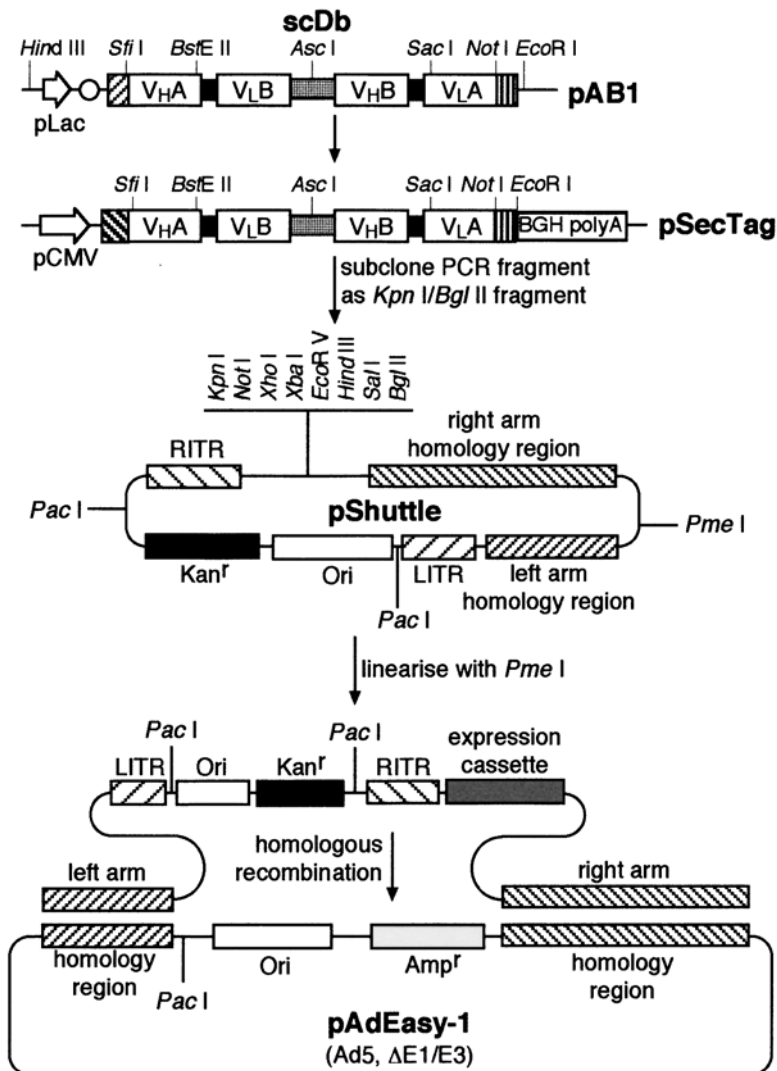 scDb
Hind III Sfi I BstE II Asc I Sac I Not I EcoR I
VHA VLB VHB VLA pAB1
pLac
Sfi I BstE II Asc I Sac I Not I EcoR I
VHA VLB VHB VLA BGH polyA pSecTag
pCMV
subclone PCR fragment
as Kpn I/Bgl II fragment
Kpn I
Not I
Xho I
Xba I
EcoR V
Hind III
Sal I
Bgl II
RITR
right arm
homology region
Pac I
pShuttle
Pme I
Kanr
Ori
LITR
left arm
homology region
Pac I
linearise with Pme I
Pac I
Pac I
LITR Ori Kanr RITR
expression
cassette
homologous
recombination
left arm
right arm
homology
region
Pac I
Ori
Ampr
homology
region
pAdEasy-1
(Ad5, ΔE1/E3)